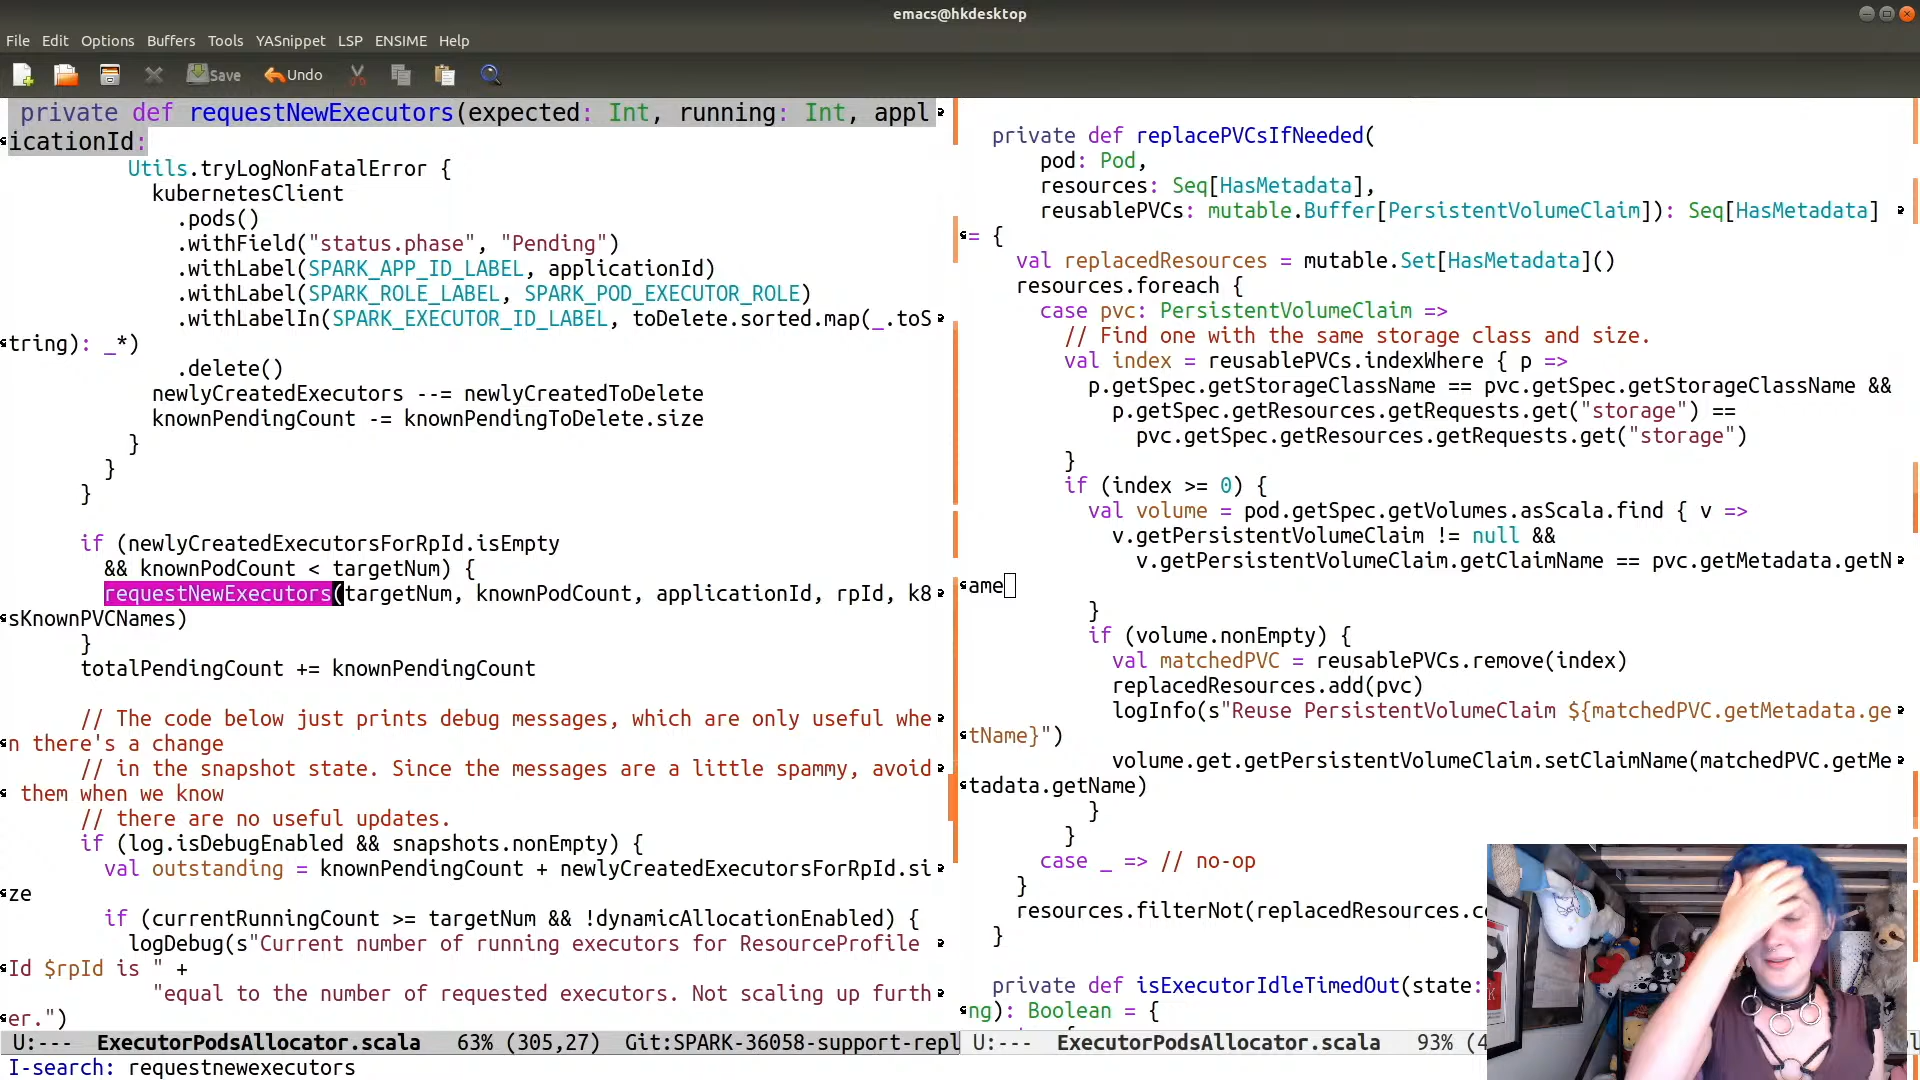 emacs@hkdesktop
File Edit Options Buffers Tools YASnippet LSP ENSIME Help
Save Undo
private def requestNewExecutors(expected: Int, running: Int, appl
icationId:
Utils.tryLogNonFatalError {
kubernetesClient
.pods()
.withField("status.phase", "Pending")
.withLabel(SPARK_APP_ID_LABEL, applicationId)
.withLabel(SPARK_ROLE_LABEL, SPARK_POD_EXECUTOR_ROLE)
.withLabelIn(SPARK_EXECUTOR_ID_LABEL, toDelete.sorted.map(_.toS
tring): _*)
.delete()
newlyCreatedExecutors --= newlyCreatedToDelete
knownPendingCount -= knownPendingToDelete.size
}
}
}
if (newlyCreatedExecutorsForRpId.isEmpty
&& knownPodCount < targetNum) {
requestNewExecutors(targetNum, knownPodCount, applicationId, rpId, k8
sKnownPVCNames)
}
totalPendingCount += knownPendingCount
// The code below just prints debug messages, which are only useful whe
n there's a change
// in the snapshot state. Since the messages are a little spammy, avoid
them when we know
// there are no useful updates.
if (log.isDebugEnabled && snapshots.nonEmpty) {
val outstanding = knownPendingCount + newlyCreatedExecutorsForRpId.si
ze
if (currentRunningCount >= targetNum && !dynamicAllocationEnabled) {
logDebug(s"Current number of running executors for ResourceProfile
Id $rpId is " +
"equal to the number of requested executors. Not scaling up furth
er.")
U:--- ExecutorPodsAllocator.scala 63% (305,27) Git:SPARK-36058-support-repl
I-search: requestnewexecutors
private def replacePVCsIfNeeded(
pod: Pod,
resources: Seq[HasMetadata],
reusablePVCs: mutable.Buffer[PersistentVolumeClaim]): Seq[HasMetadata]
= {
val replacedResources = mutable.Set[HasMetadata]()
resources.foreach {
case pvc: PersistentVolumeClaim =>
// Find one with the same storage class and size.
val index = reusablePVCs.indexWhere { p =>
p.getSpec.getStorageClassName == pvc.getSpec.getStorageClassName &&
p.getSpec.getResources.getRequests.get("storage") ==
pvc.getSpec.getResources.getRequests.get("storage")
}
if (index >= 0) {
val volume = pod.getSpec.getVolumes.asScala.find { v =>
v.getPersistentVolumeClaim != null &&
v.getPersistentVolumeClaim.getClaimName == pvc.getMetadata.getN
ame
}
if (volume.nonEmpty) {
val matchedPVC = reusablePVCs.remove(index)
replacedResources.add(pvc)
logInfo(s"Reuse PersistentVolumeClaim ${matchedPVC.getMetadata.ge
tName}")
volume.get.getPersistentVolumeClaim.setClaimName(matchedPVC.getMe
tadata.getName)
}
}
case _ => // no-op
}
resources.filterNot(replacedResources.co
}
private def isExecutorIdleTimedOut(state:
ng): Boolean = {
U:--- ExecutorPodsAllocator.scala 93% (4